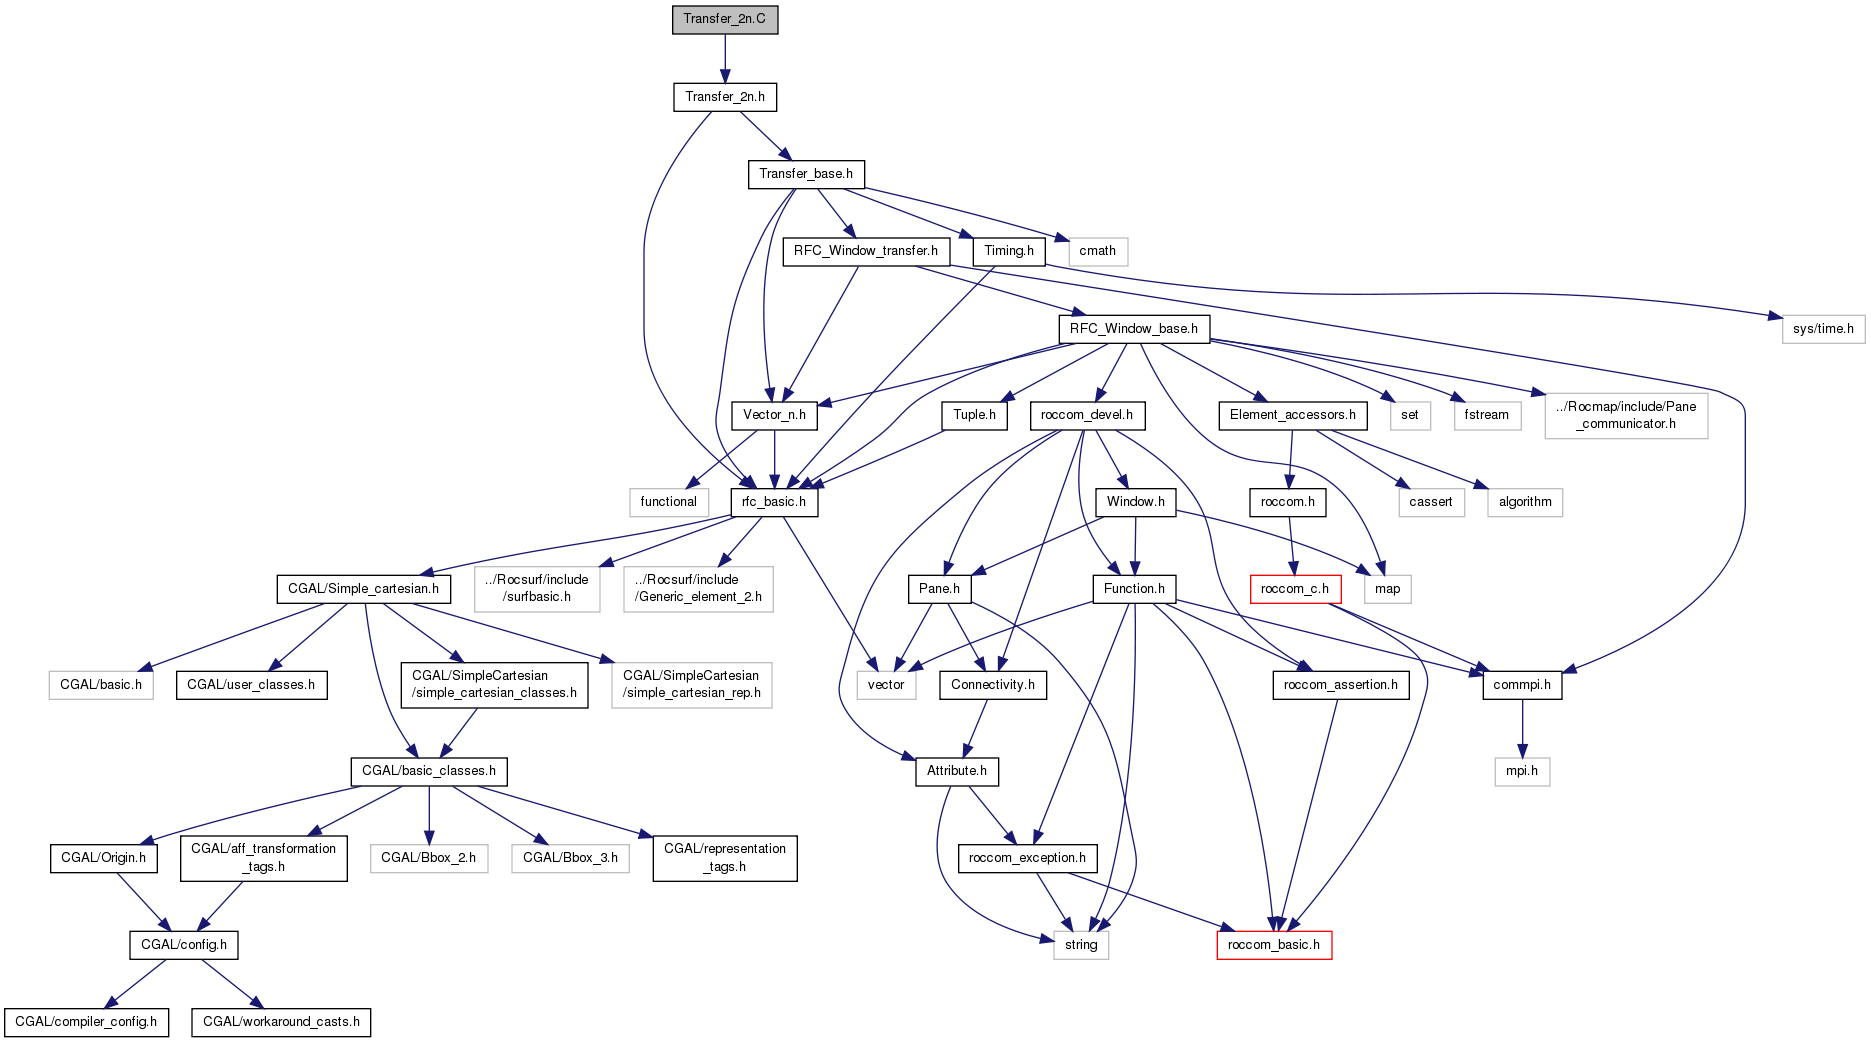 Transfer_2n.C
Transfer_2n.h
Transfer_base.h
RFC_Window_transfer.h
Timing.h
cmath
RFC_Window_base.h
sys/time.h
Vector_n.h
Tuple.h
roccom_devel.h
Element_accessors.h
set
fstream
../Rocmap/include/Pane
_communicator.h
functional
rfc_basic.h
Window.h
roccom.h
cassert
algorithm
CGAL/Simple_cartesian.h
../Rocsurf/include
/surfbasic.h
../Rocsurf/include
/Generic_element_2.h
Pane.h
Function.h
roccom_c.h
map
CGAL/basic.h
CGAL/user_classes.h
CGAL/SimpleCartesian
/simple_cartesian_classes.h
CGAL/SimpleCartesian
/simple_cartesian_rep.h
vector
Connectivity.h
roccom_assertion.h
commpi.h
CGAL/basic_classes.h
Attribute.h
mpi.h
CGAL/Origin.h
CGAL/aff_transformation
_tags.h
CGAL/Bbox_2.h
CGAL/Bbox_3.h
CGAL/representation
_tags.h
roccom_exception.h
CGAL/config.h
string
roccom_basic.h
CGAL/compiler_config.h
CGAL/workaround_casts.h